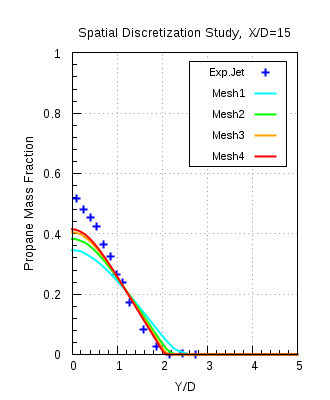 Spatial Discretization Study, X/D=15
Propane Mass Fraction
1
0.8
0.6
0.4
0.2
0
Exp.Jet
Mesh1
Mesh2
Mesh3
Mesh4
0 1 2 3 4 5
Y/D